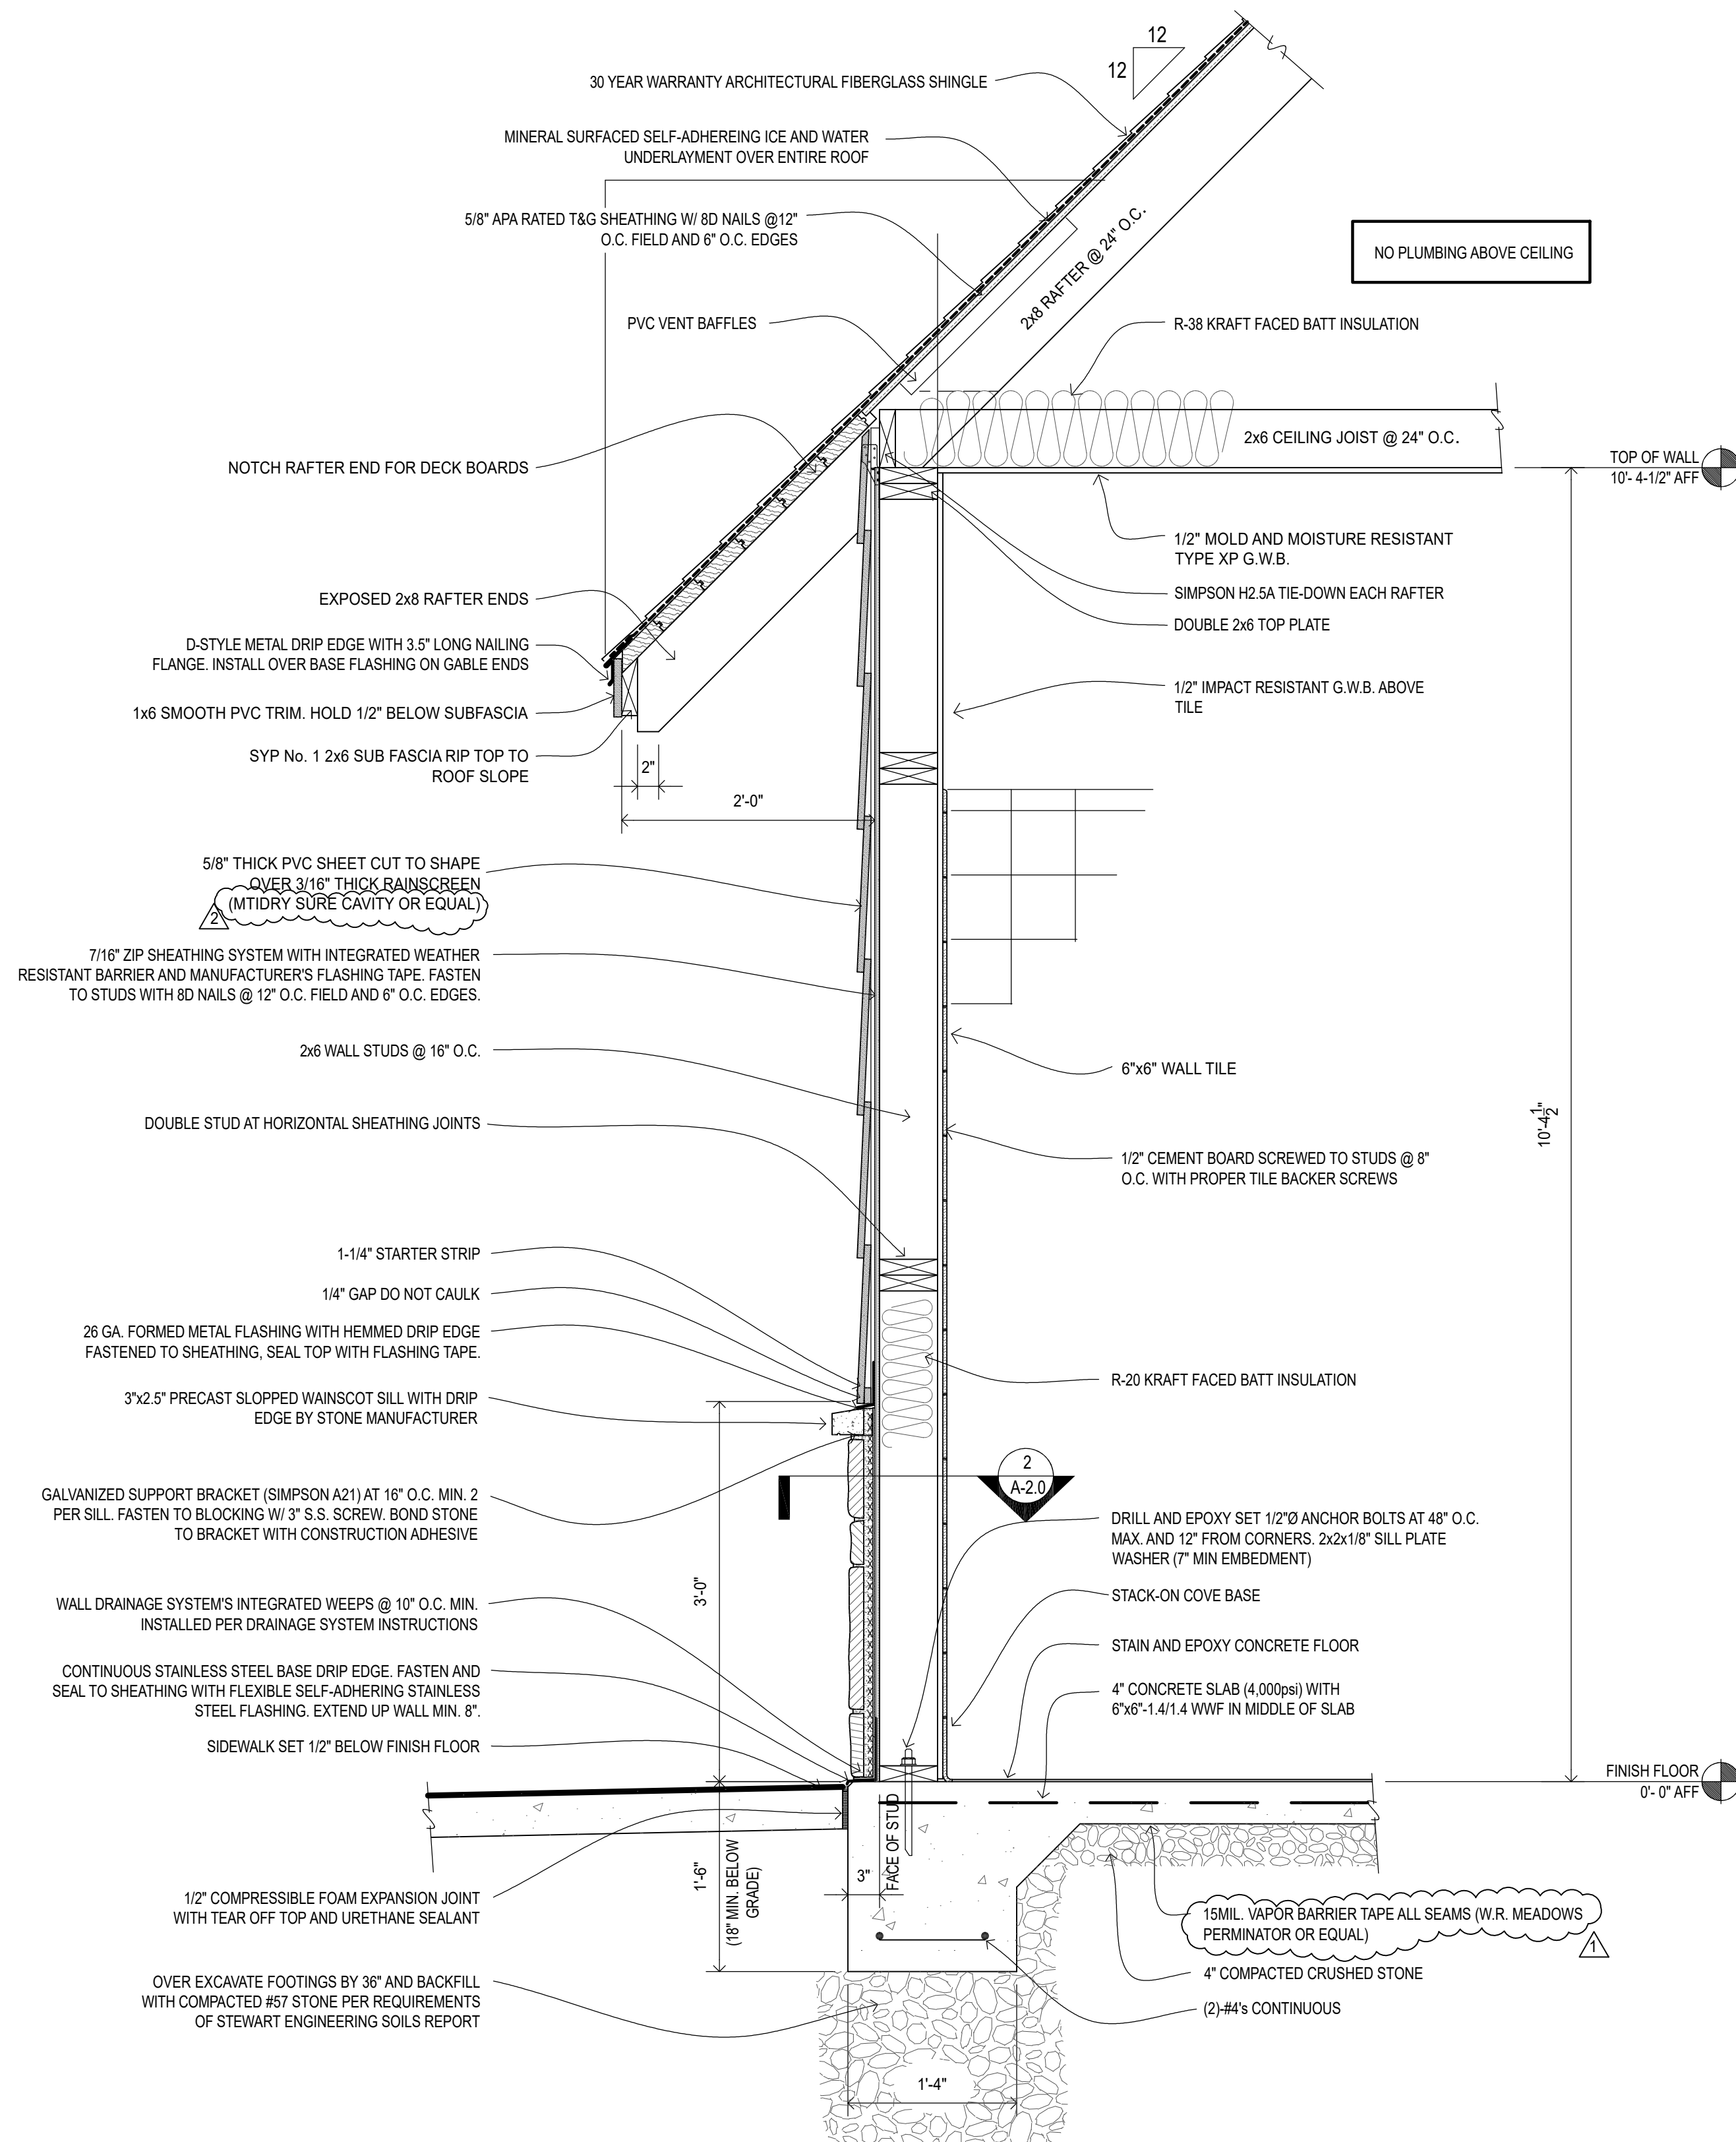 12
12
30 YEAR WARRANTY ARCHITECTURAL FIBERGLASS SHINGLE
MINERAL SURFACED SELF-ADHEREING ICE AND WATER
UNDERLAYMENT OVER ENTIRE ROOF
5/8" APA RATED T&G SHEATHING W/ 8D NAILS @12"
O.C. FIELD AND 6" O.C. EDGES
2x8 RAFTER @ 24" O.C.
NO PLUMBING ABOVE CEILING
PVC VENT BAFFLES
R-38 KRAFT FACED BATT INSULATION
2x6 CEILING JOIST @ 24" O.C.
NOTCH RAFTER END FOR DECK BOARDS
TOP OF WALL
10'- 4-1/2" AFF
1/2" MOLD AND MOISTURE RESISTANT
TYPE XP G.W.B.
SIMPSON H2.5A TIE-DOWN EACH RAFTER
EXPOSED 2x8 RAFTER ENDS
DOUBLE 2x6 TOP PLATE
D-STYLE METAL DRIP EDGE WITH 3.5" LONG NAILING
FLANGE. INSTALL OVER BASE FLASHING ON GABLE ENDS
1/2" IMPACT RESISTANT G.W.B. ABOVE
TILE
1x6 SMOOTH PVC TRIM. HOLD 1/2" BELOW SUBFASCIA
SYP No. 1 2x6 SUB FASCIA RIP TOP TO
ROOF SLOPE
2"
2'-0"
5/8" THICK PVC SHEET CUT TO SHAPE
OVER 3/16" THICK RAINSCREEN
(MTIDRY SURE CAVITY OR EQUAL)
2
7/16" ZIP SHEATHING SYSTEM WITH INTEGRATED WEATHER
RESISTANT BARRIER AND MANUFACTURER'S FLASHING TAPE. FASTEN
TO STUDS WITH 8D NAILS @ 12" O.C. FIELD AND 6" O.C. EDGES.
2x6 WALL STUDS @ 16" O.C.
6"x6" WALL TILE
10'-4 1/2"
DOUBLE STUD AT HORIZONTAL SHEATHING JOINTS
1/2" CEMENT BOARD SCREWED TO STUDS @ 8"
O.C. WITH PROPER TILE BACKER SCREWS
1-1/4" STARTER STRIP
1/4" GAP DO NOT CAULK
26 GA. FORMED METAL FLASHING WITH HEMMED DRIP EDGE
FASTENED TO SHEATHING, SEAL TOP WITH FLASHING TAPE.
R-20 KRAFT FACED BATT INSULATION
3"x2.5" PRECAST SLOPPED WAINSCOT SILL WITH DRIP
EDGE BY STONE MANUFACTURER
2
A-2.0
GALVANIZED SUPPORT BRACKET (SIMPSON A21) AT 16" O.C. MIN. 2
PER SILL. FASTEN TO BLOCKING W/ 3" S.S. SCREW. BOND STONE
TO BRACKET WITH CONSTRUCTION ADHESIVE
DRILL AND EPOXY SET 1/2"Ø ANCHOR BOLTS AT 48" O.C.
MAX. AND 12" FROM CORNERS. 2x2x1/8" SILL PLATE
WASHER (7" MIN EMBEDMENT)
3'-0"
STACK-ON COVE BASE
WALL DRAINAGE SYSTEM'S INTEGRATED WEEPS @ 10" O.C. MIN.
INSTALLED PER DRAINAGE SYSTEM INSTRUCTIONS
STAIN AND EPOXY CONCRETE FLOOR
CONTINUOUS STAINLESS STEEL BASE DRIP EDGE. FASTEN AND
SEAL TO SHEATHING WITH FLEXIBLE SELF-ADHERING STAINLESS
STEEL FLASHING. EXTEND UP WALL MIN. 8".
4" CONCRETE SLAB (4,000psi) WITH
6"x6"-1.4/1.4 WWF IN MIDDLE OF SLAB
SIDEWALK SET 1/2" BELOW FINISH FLOOR
FINISH FLOOR
0'- 0" AFF
FACE OF STUD
3"
1'-6"
(18" MIN. BELOW
GRADE)
1/2" COMPRESSIBLE FOAM EXPANSION JOINT
WITH TEAR OFF TOP AND URETHANE SEALANT
15MIL. VAPOR BARRIER TAPE ALL SEAMS (W.R. MEADOWS
PERMINATOR OR EQUAL)
1
4" COMPACTED CRUSHED STONE
OVER EXCAVATE FOOTINGS BY 36" AND BACKFILL
WITH COMPACTED #57 STONE PER REQUIREMENTS
OF STEWART ENGINEERING SOILS REPORT
(2)-#4's CONTINUOUS
1'-4"